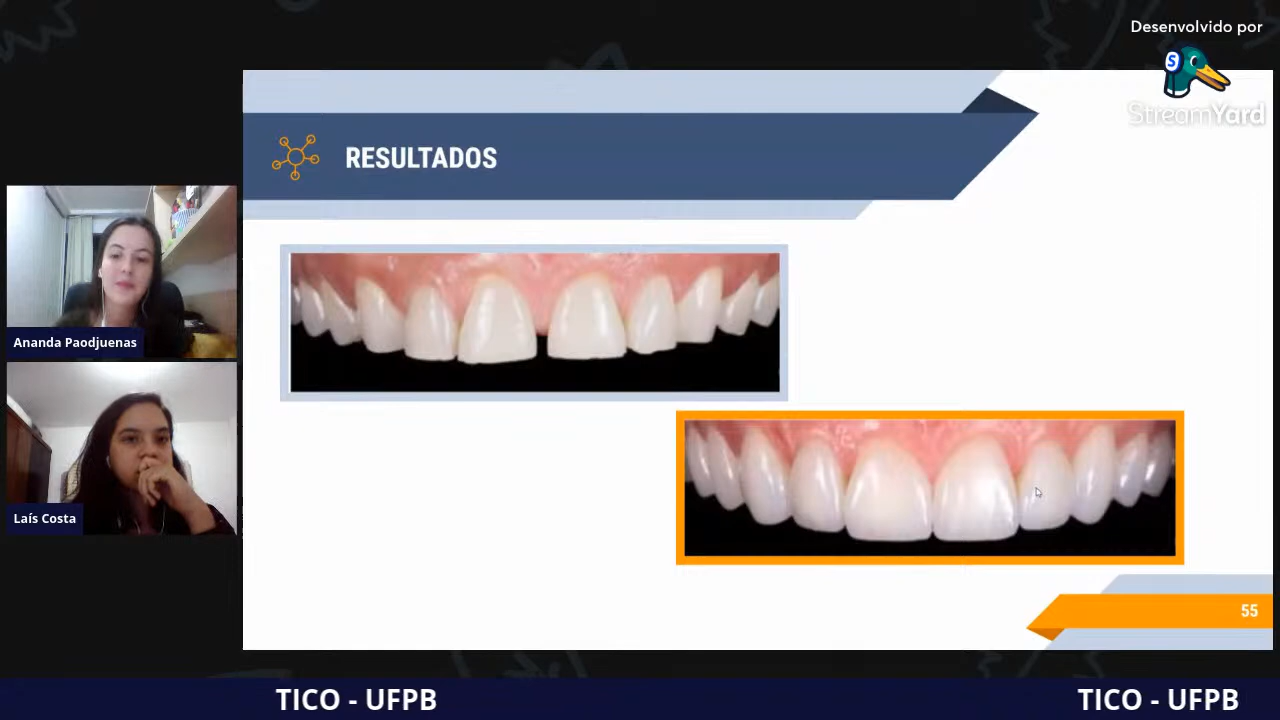 Desenvolvido por
S
StreamYard
RESULTADOS
Ananda Paodjuenas
Laís Costa
55
TICO - UFPB
TICO - UFPB